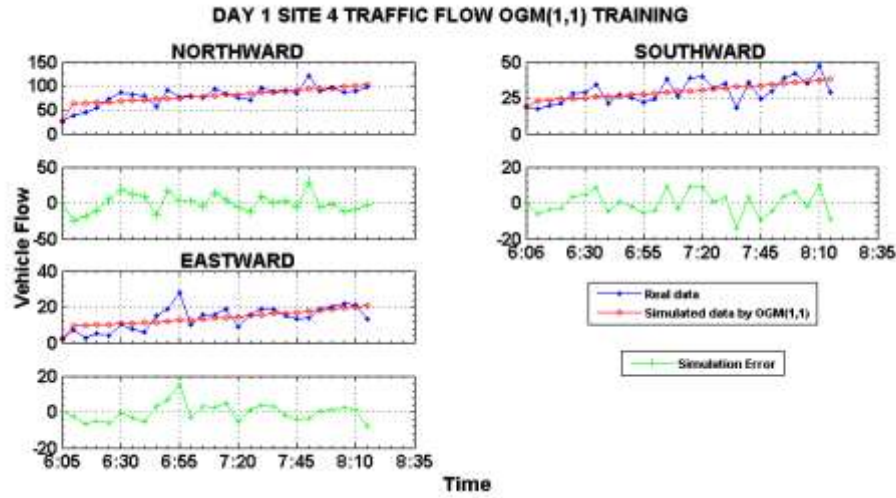 DAY 1 SITE 4 TRAFFIC FLOW OGM(1,1) TRAINING
NORTHWARD
150
100
50
0
50
0
-50
EASTWARD
40
20
0
20
0
-20
6:05 6:30 6:55 7:20 7:45 8:10 8:35
Vehicle Flow
SOUTHWARD
50
25
0
20
0
-20
6:06 6:30 6:55 7:20 7:45 8:10 8:35
Real data
Simulated data by OGM(1,1)
Simulation Error
Time